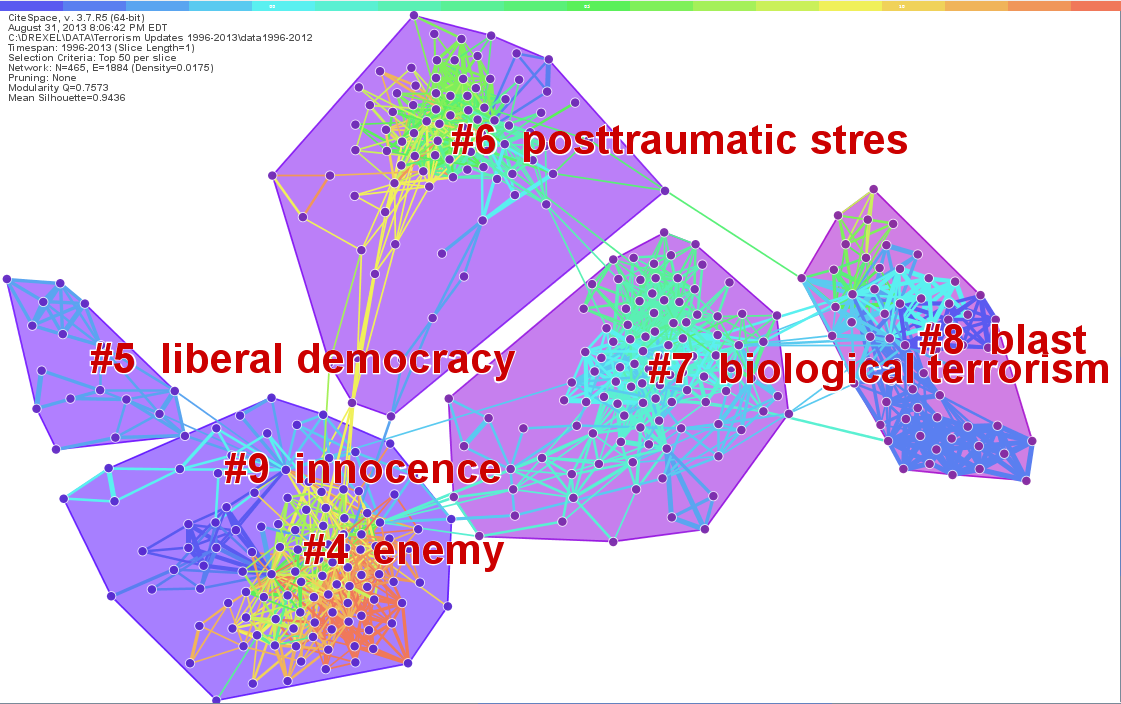 CiteSpace, v. 3.7.R5 (64-bit)
August 31, 2013 8:06:42 PM EDT
C:\DREXEL\DATA\Terrorism Updates 1996-2013\data1996-2012
Timespan: 1996-2013 (Slice Length=1)
Selection Criteria: Top 50 per slice
Network: N=465, E=1884 (Density=0.0175)
Pruning: None
Modularity Q=0.7573
Mean Silhouette=0.9436
#6 posttraumatic stres
#8 blast
#5 liberal democracy
#7 biological terrorism
#9 innocence
#4 enemy